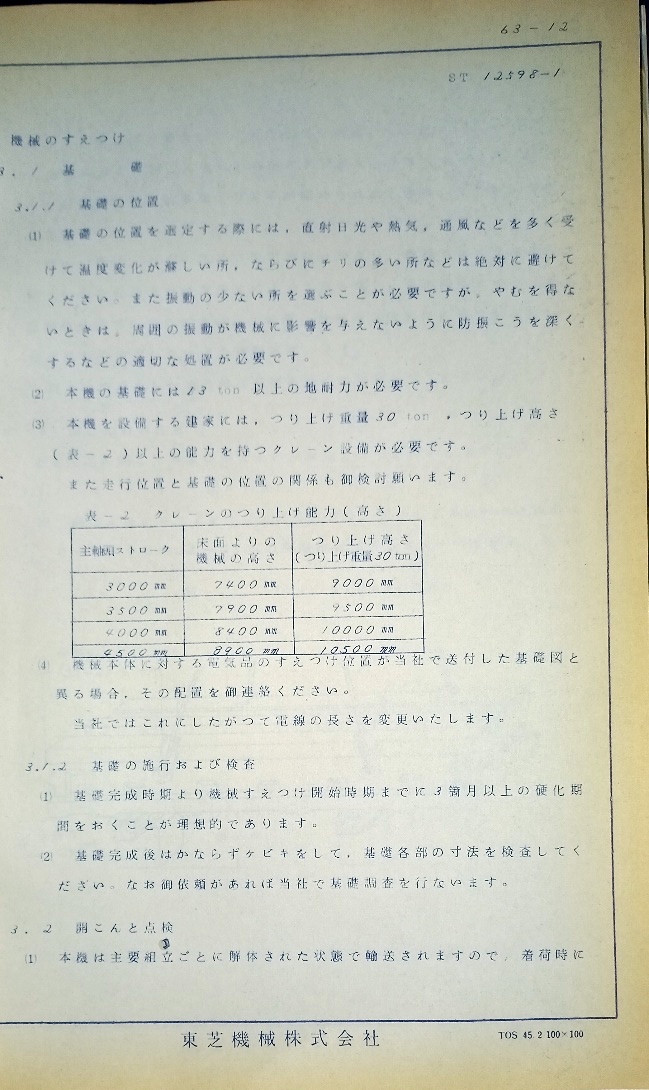 63-12
ST 12598-1
機械のすえつけ
3.1 基 礎
3.1.1 基礎の位置
(1) 基礎の位置を選定する際には,直射日光や熱気,通風などを多く受
けて温度変化が激しい所,ならびにチリの多い所などは絶対に避けて
ください。また振動の少ない所を選ぶことが必要ですが,やむを得な
いときは,周囲の振動が機械に影響を与えないように防振こうを深く
するなどの適切な処置が必要です。
(2) 本機の基礎には13 ton 以上の地耐力が必要です。
(3) 本機を設備する建家には,つり上げ重量30 ton ,つり上げ高さ
(表-2)以上の能力を持つクレーン設備が必要です。
また走行位置と基礎の位置の関係も御検討願います。
表-2 クレーンのつり上げ能力(高さ)
主軸頭ストローク 床面よりの機械の高さ つり上げ高さ(つり上げ重量30 ton)
3000 mm 7400 mm 9000 mm
3500 mm 7900 mm 9500 mm
4000 mm 8400 mm 10000 mm
4500 mm 8900 mm 10500 mm
(4) 機械本体に対する電気品のすえつけ位置が当社で送付した基礎図と
異る場合,その配置を御連絡ください。
当社ではこれにしたがつて電線の長さを変更いたします。
3.1.2 基礎の施行および検査
(1) 基礎完成時期より機械すえつけ開始時期までに3箇月以上の硬化期
間をおくことが理想的であります。
(2) 基礎完成後はかならずケビキをして,基礎各部の寸法を検査してく
ださい。なお御依頼があれば当社で基礎調査を行ないます。
3.2 開こんと点検
(1) 本機は主要組立ごとに解体された状態で輸送されますので,着荷時に
東芝機械株式会社
TOS 45.2 100×100